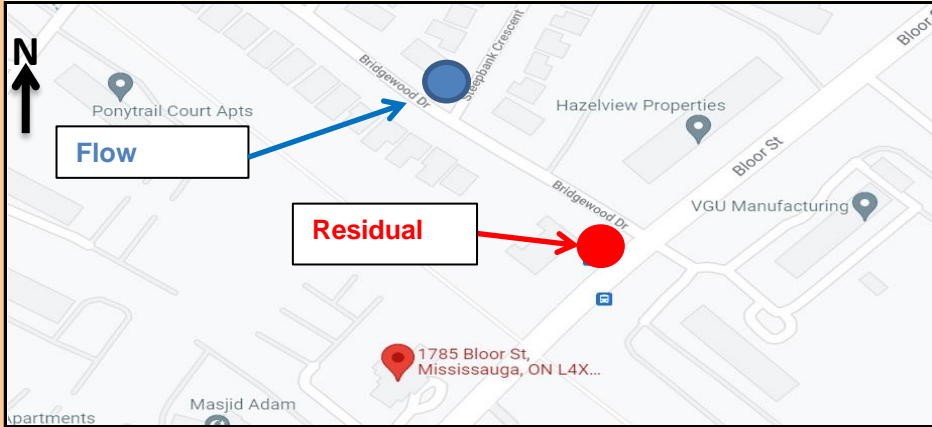 N
Bloor S
Steepbank Crescent
Bridgewood Dr
Ponytrail Court Apts
Hazelview Properties
Flow
Bloor St
Bridgewood Dr
VGU Manufacturing
Residual
1785 Bloor St,
Mississauga, ON L4X...
Masjid Adam
Apartments